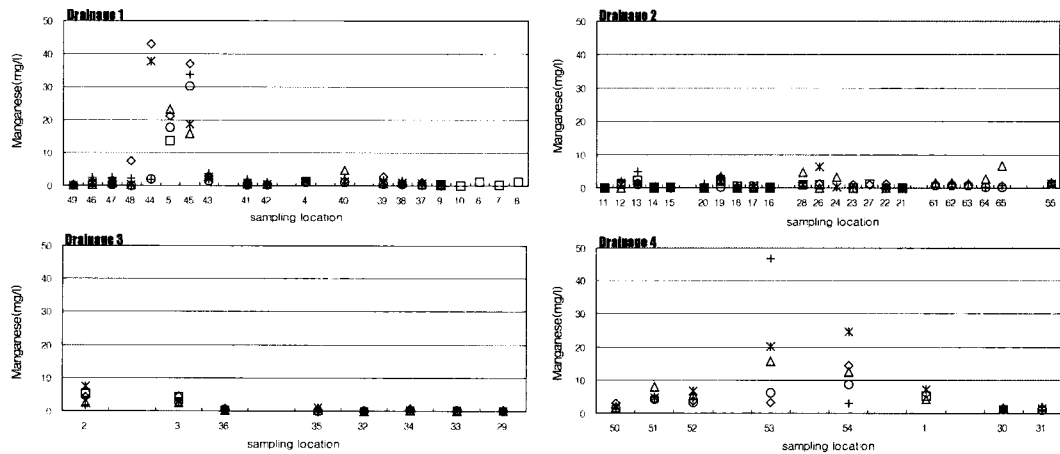 Drainage 1
Manganese(mg/l)
50
40
30
20
10
0
49 46 47 48 44 5 45 43 41 42 4 40 39 38 37 9 10 6 7 8
sampling location
Drainage 2
Manganese(mg/l)
50
40
30
20
10
0
11 12 13 14 15 20 19 18 17 16 28 26 24 23 27 22 21 61 62 63 64 65 55
sampling location
Drainage 3
Manganese(mg/l)
50
40
30
20
10
0
2 3 36 35 32 34 33 29
sampling location
Drainage 4
Manganese(mg/l)
50
40
30
20
10
0
50 51 52 53 54 1 30 31
sampling location